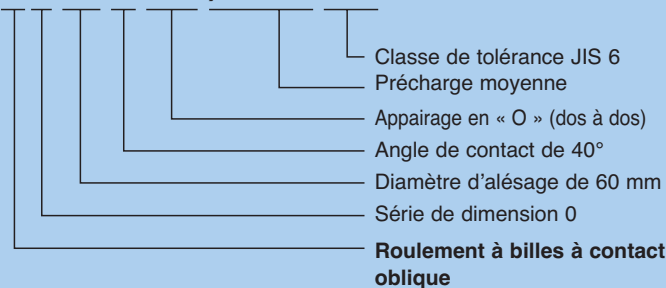 Classe de tolérance JIS 6
Précharge moyenne
Appairage en « O » (dos à dos)
Angle de contact de 40°
Diamètre d'alésage de 60 mm
Série de dimension 0
Roulement à billes à contact
oblique